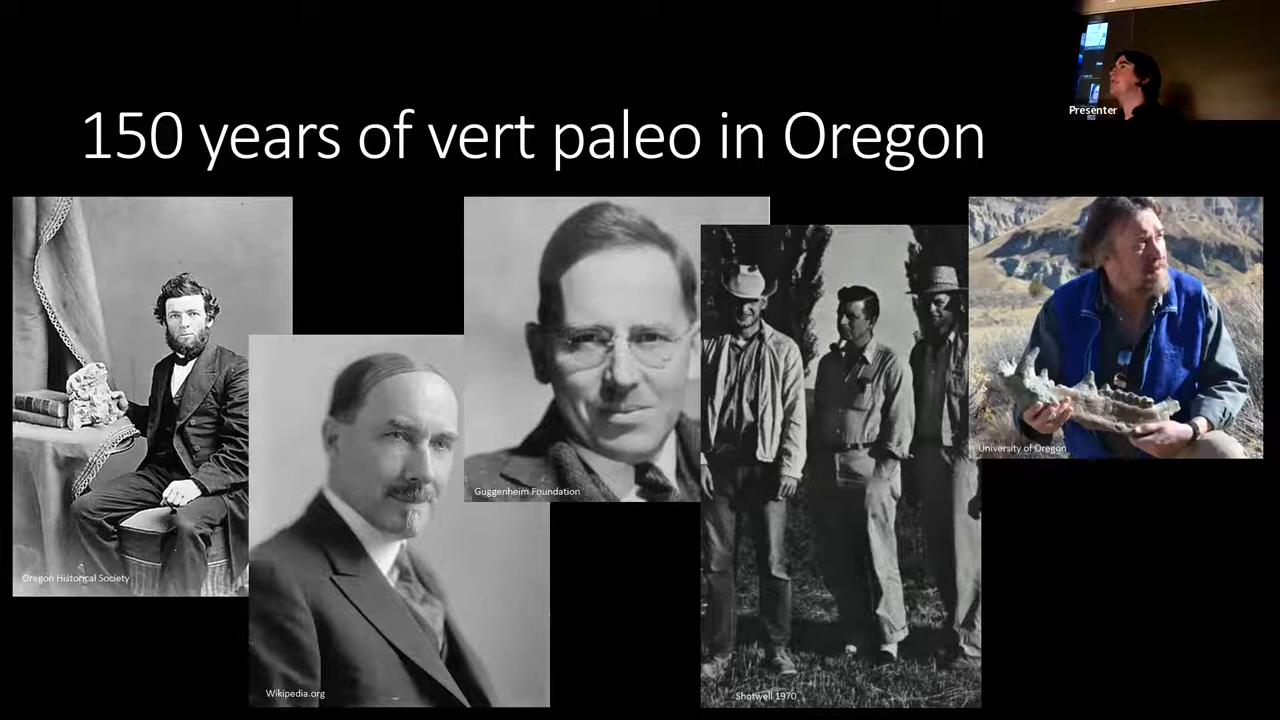 Presenter
150 years of vert paleo in Oregon
Oregon Historical Society
Wikipedia.org
Guggenheim Foundation
Shotwell 1970
University of Oregon